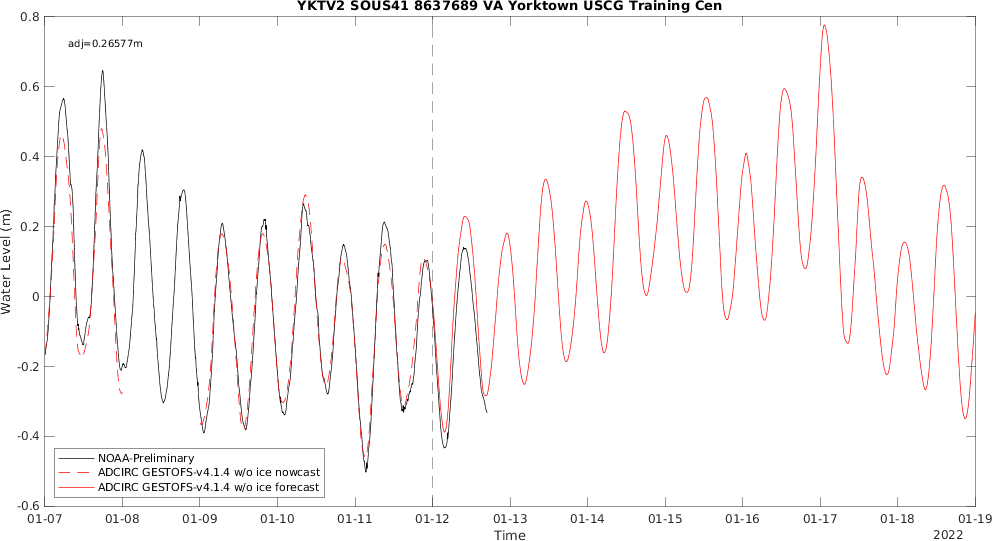 YKTV2 SOUS41 8637689 VA Yorktown USCG Training Cen
adj=0.26577m
Water Level (m)
0.8
0.6
0.4
0.2
0
-0.2
-0.4
-0.6
NOAA-Preliminary
ADCIRC GESTOFS-v4.1.4 w/o ice nowcast
ADCIRC GESTOFS-v4.1.4 w/o ice forecast
01-07 01-08 01-09 01-10 01-11 01-12 01-13 01-14 01-15 01-16 01-17 01-18 01-19
Time
2022